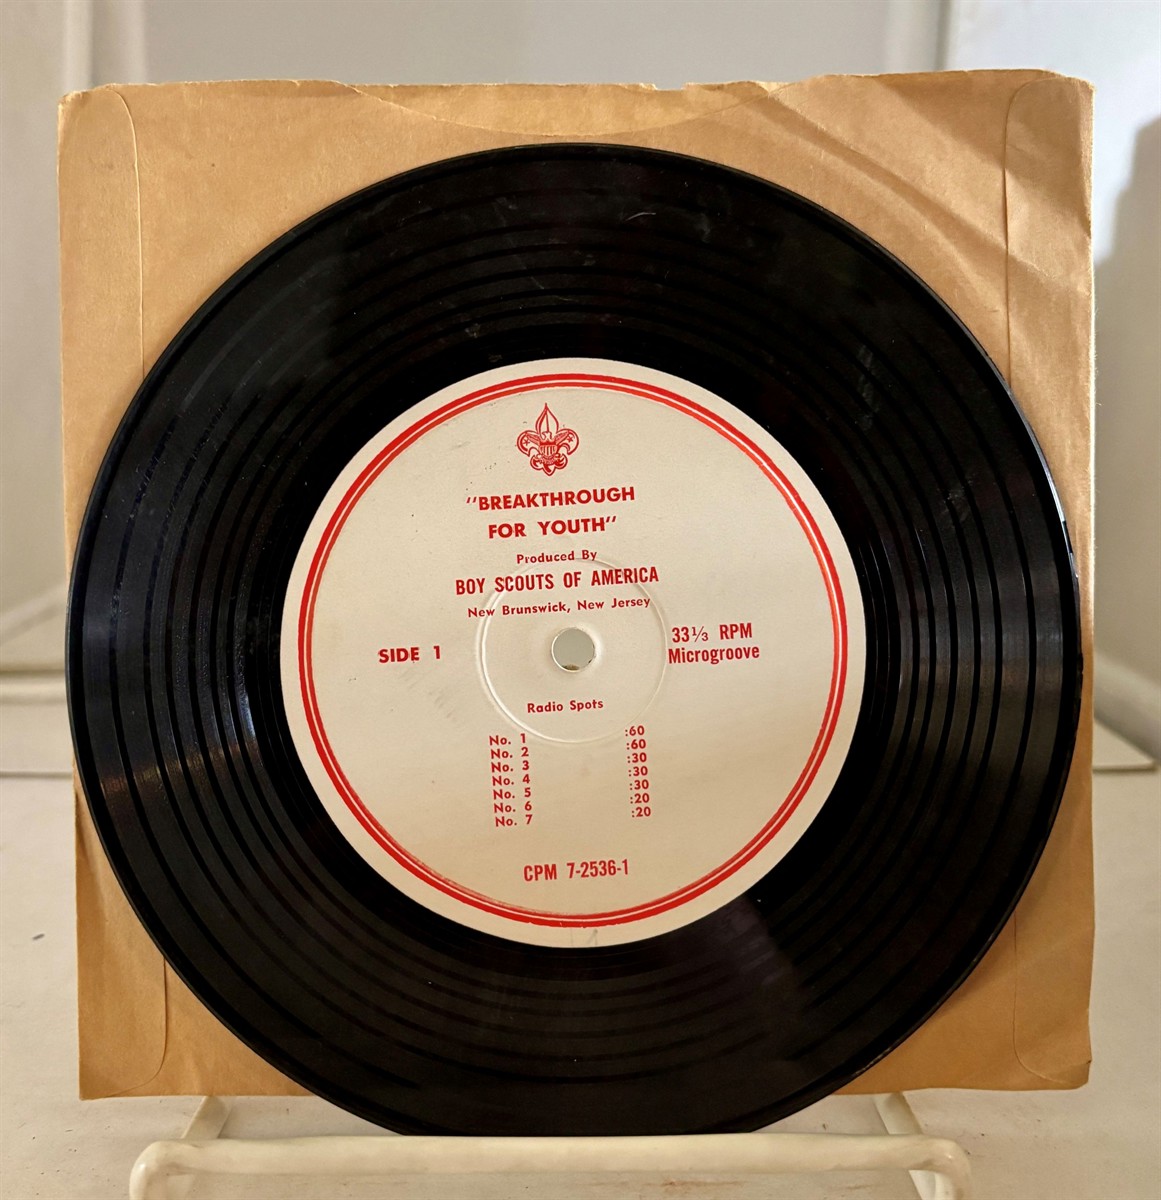 "BREAKTHROUGH
FOR YOUTH"
Produced By
BOY SCOUTS OF AMERICA
New Brunswick, New Jersey
SIDE 1
33⅓ RPM
Microgroove
Radio Spots
No. 1 :60
No. 2 :60
No. 3 :30
No. 4 :30
No. 5 :30
No. 6 :20
No. 7 :20
CPM 7-2536-1